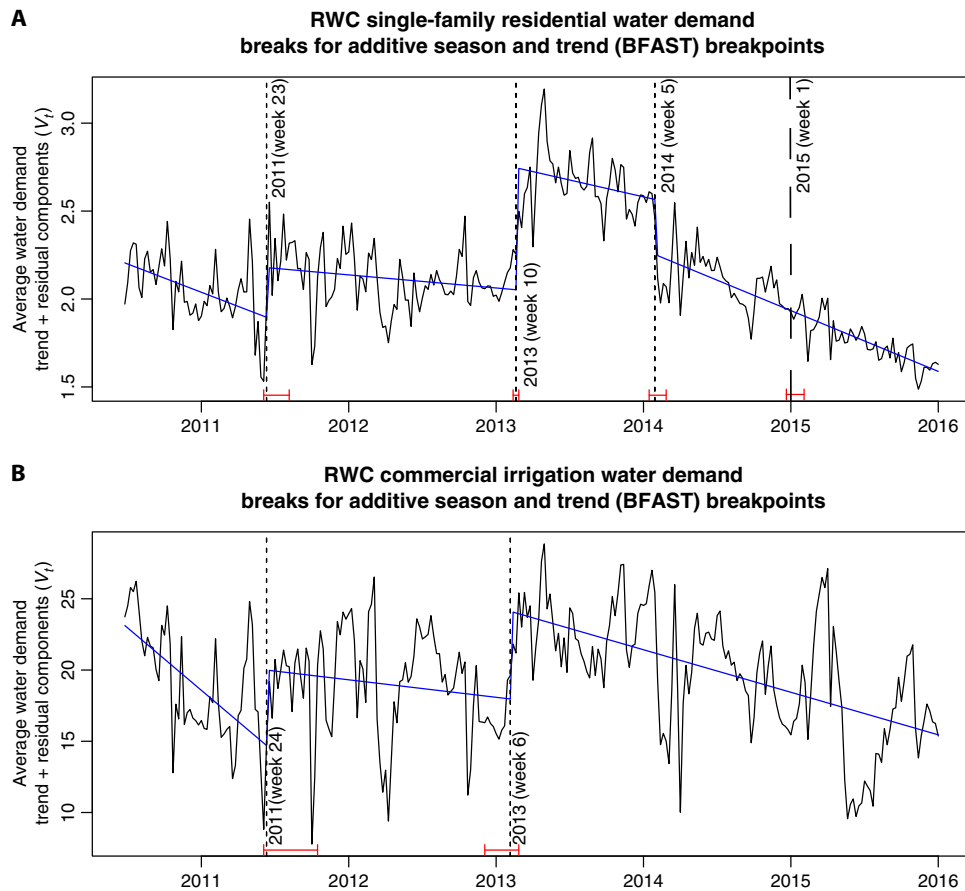 A
RWC single-family residential water demand
breaks for additive season and trend (BFAST) breakpoints
Average water demand
trend + residual components (Vt)
1.5
2.0
2.5
3.0
2011(week 23)
2013 (week 10)
2014 (week 5)
2015 (week 1)
2011
2012
2013
2014
2015
2016
B
RWC commercial irrigation water demand
breaks for additive season and trend (BFAST) breakpoints
Average water demand
trend + residual components (Vt)
10
15
20
25
2011(week 24)
2013 (week 6)
2011
2012
2013
2014
2015
2016